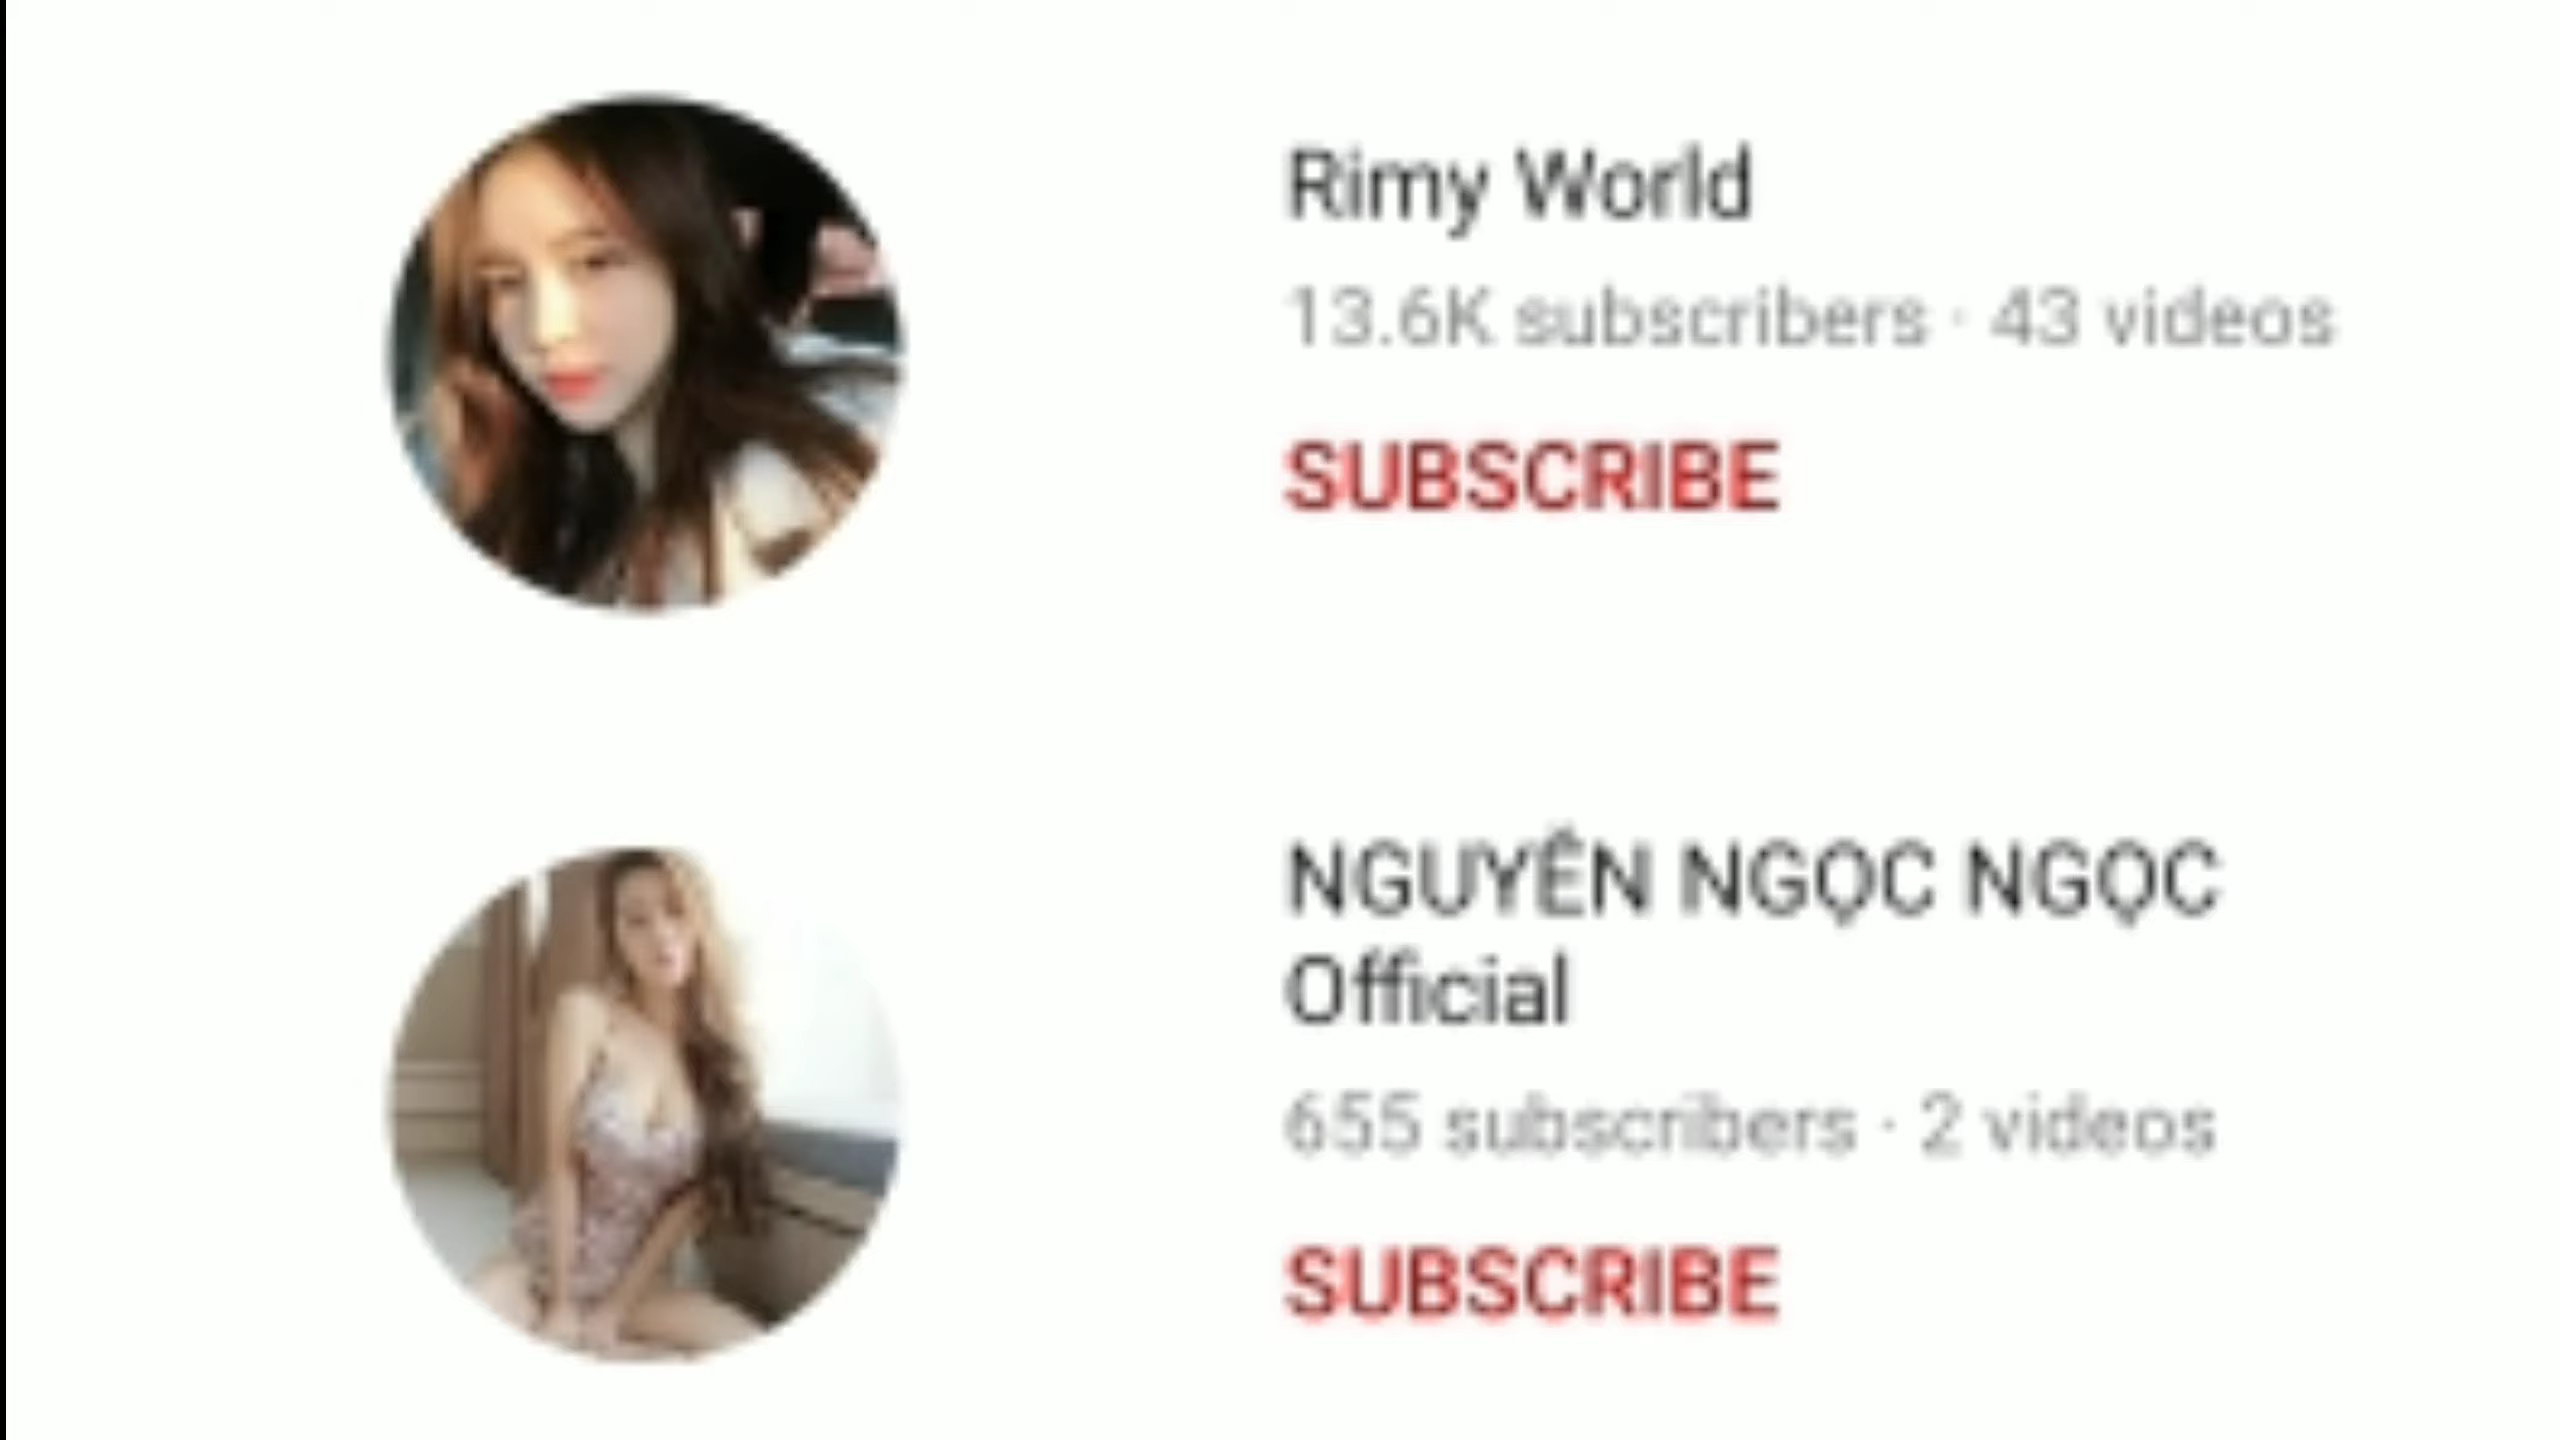 Rimy World
13.6K subscribers · 43 videos
SUBSCRIBE
NGUYỄN NGỌC NGỌC
Official
655 subscribers · 2 videos
SUBSCRIBE